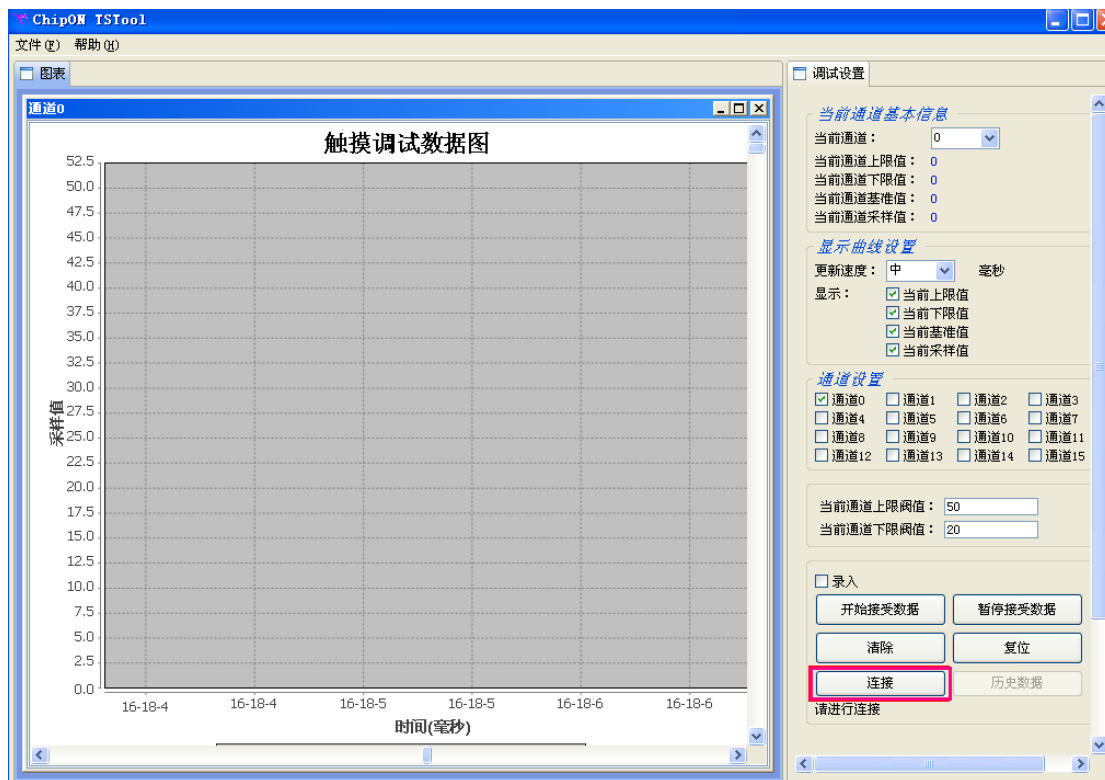 ChipON TSTool
文件(F) 帮助(H)
图表
通道0
触摸调试数据图
52.5
50.0
47.5
45.0
42.5
40.0
37.5
35.0
32.5
30.0
27.5
25.0
22.5
20.0
17.5
15.0
12.5
10.0
7.5
5.0
2.5
0.0
采样值
16-18-4 16-18-4 16-18-5 16-18-5 16-18-6 16-18-6
时间(毫秒)
调试设置
当前通道基本信息
当前通道: 0
当前通道上限值: 0
当前通道下限值: 0
当前通道基准值: 0
当前通道采样值: 0
显示曲线设置
更新速度: 中 毫秒
显示: 当前上限值
当前下限值
当前基准值
当前采样值
通道设置
通道0 通道1 通道2 通道3
通道4 通道5 通道6 通道7
通道8 通道9 通道10 通道11
通道12 通道13 通道14 通道15
当前通道上限阀值: 50
当前通道下限阀值: 20
录入
开始接受数据 暂停接受数据
清除 复位
连接 历史数据
请进行连接